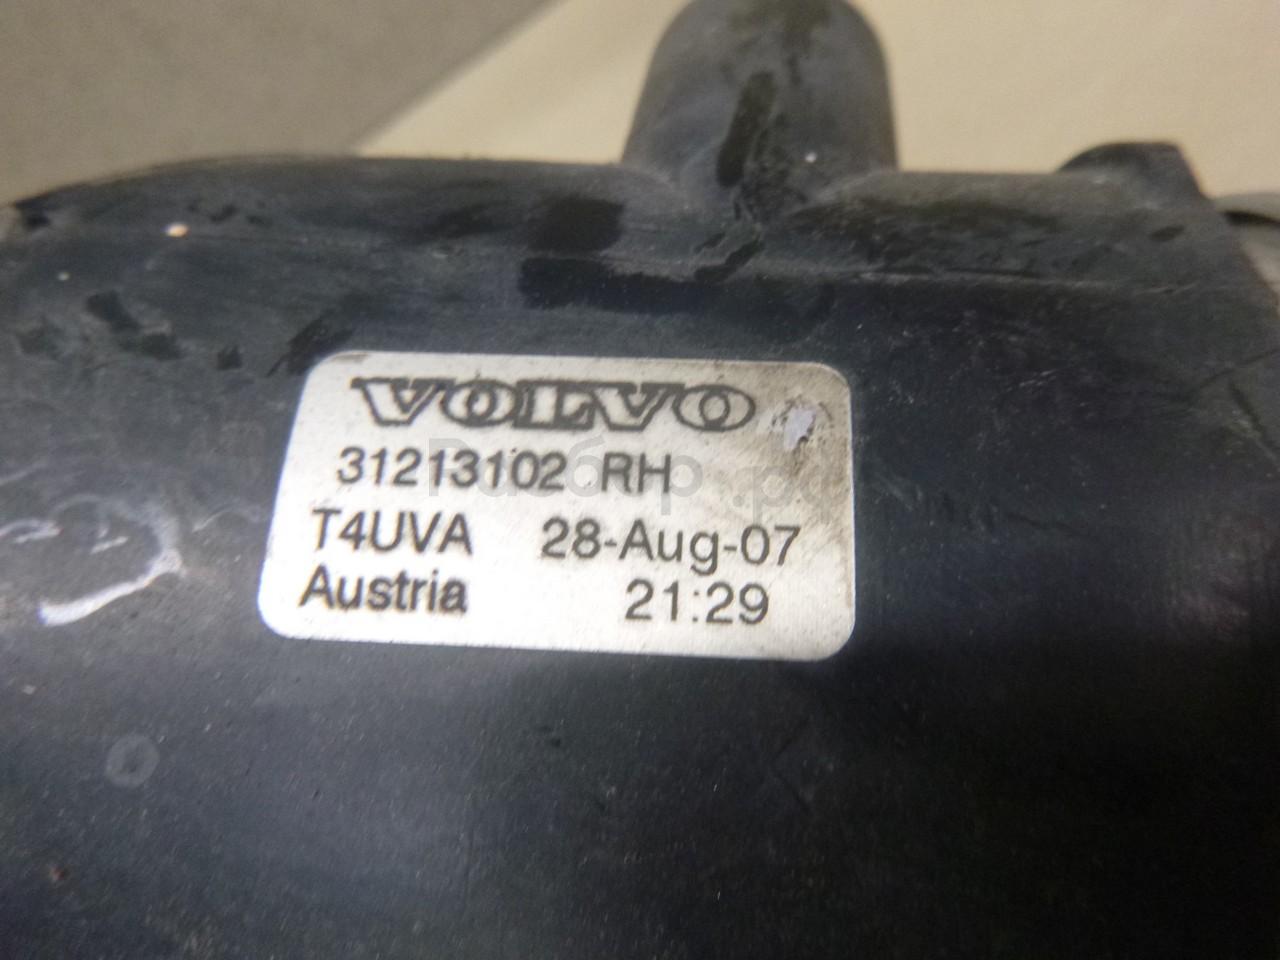 VOLVO
31213102 RH
T4UVA 28-Aug-07
Austria 21:29